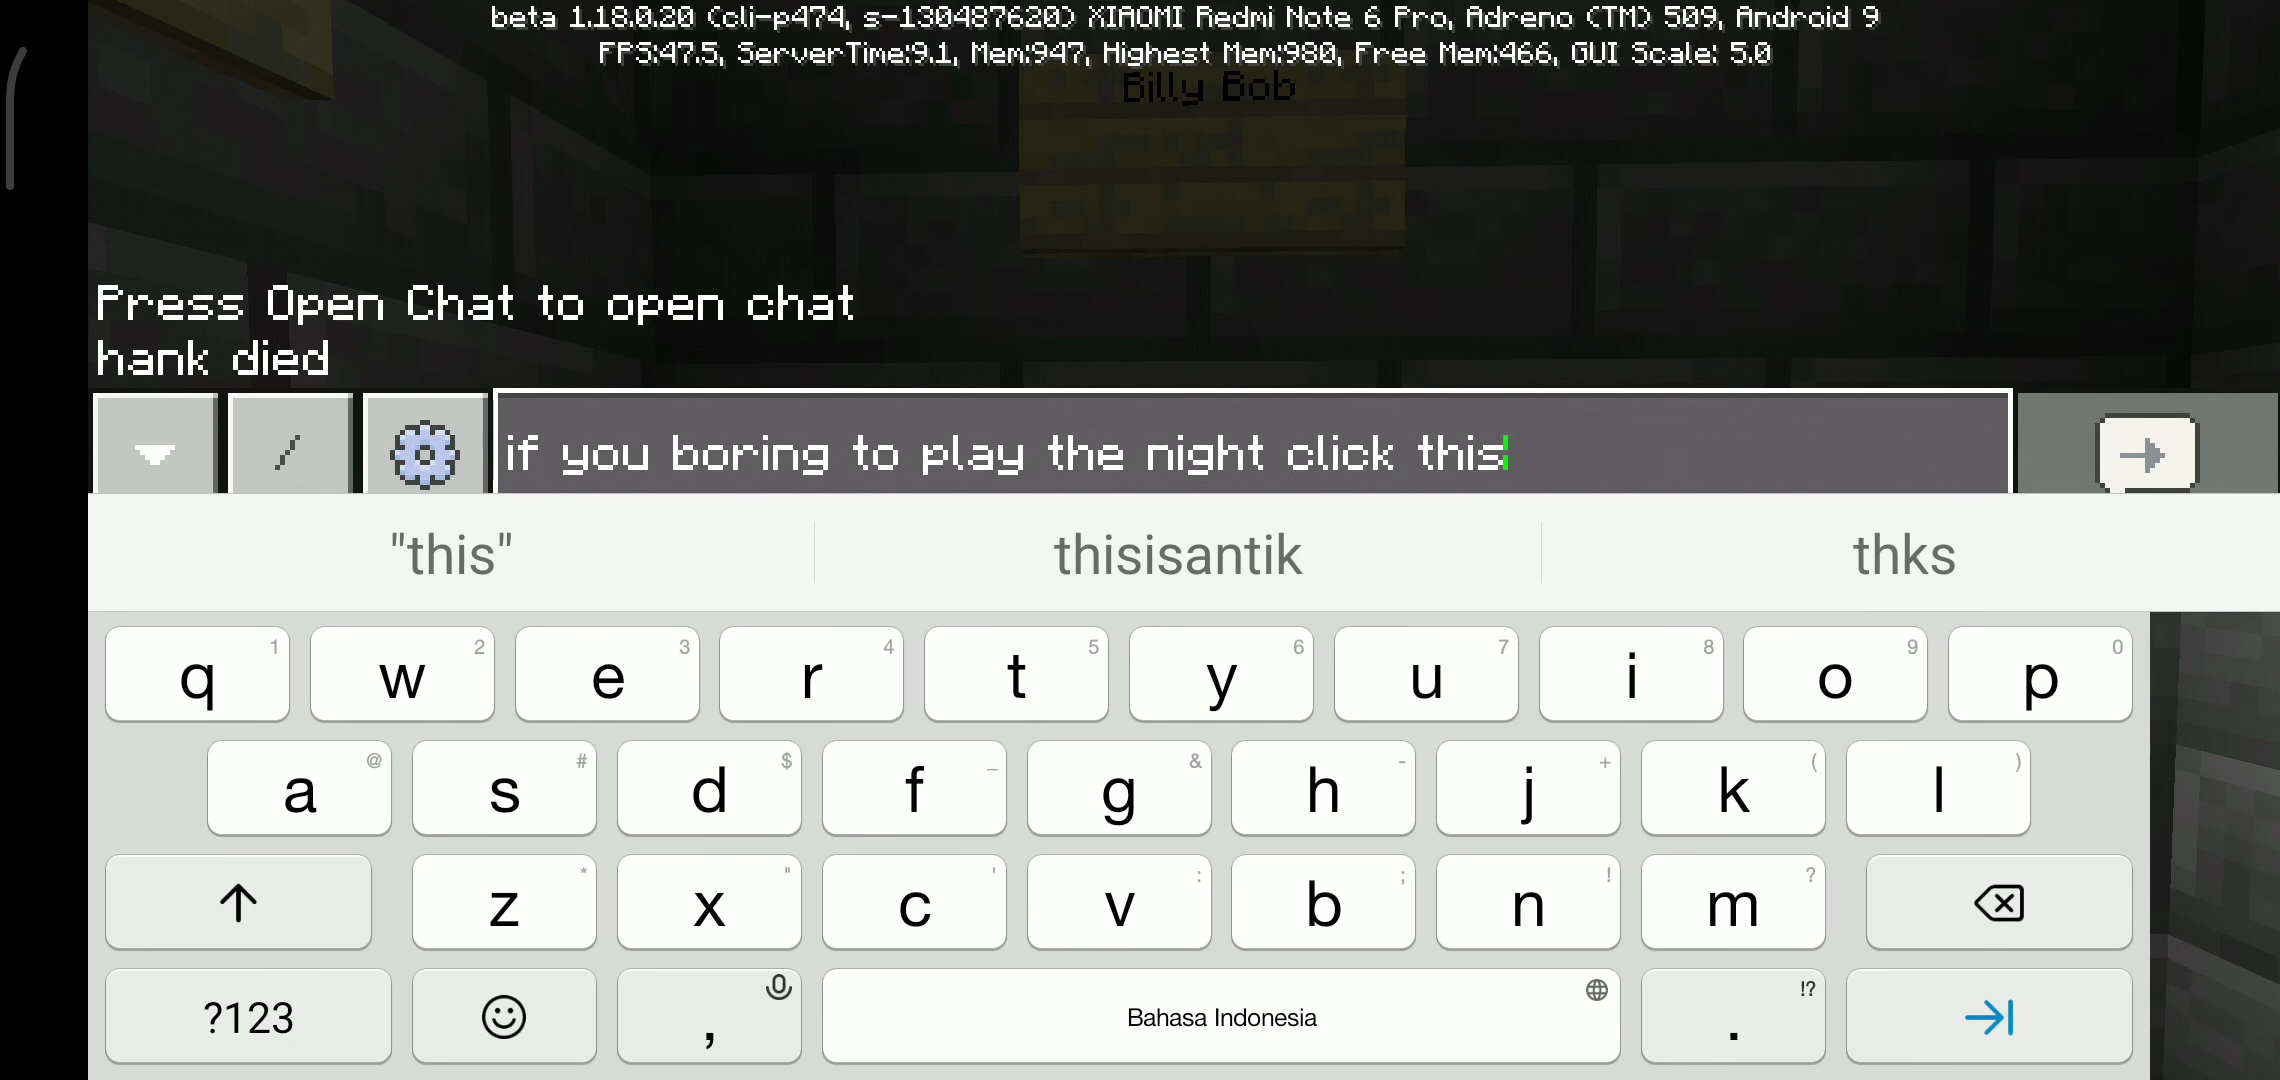 beta 1.18.0.20 (cli-p474, s-130487620) XIAOMI Redmi Note 6 Pro, Adreno (TM) 509, Android 9
FPS:47.5, ServerTime:9.1, Mem:947, Highest Mem:980, Free Mem:466, GUI Scale: 5.0
Billy Bob
Press Open Chat to open chat
hank died
/
if you boring to play the night click this
"this" thisisantik thks
q 1 w 2 e 3 r 4 t 5 y 6 u 7 i 8 o 9 p 0
a @ s # d $ f _ g & h - j + k ( l )
z * x " c ' v : b ; n ! m ?
?123 , Bahasa Indonesia . !?